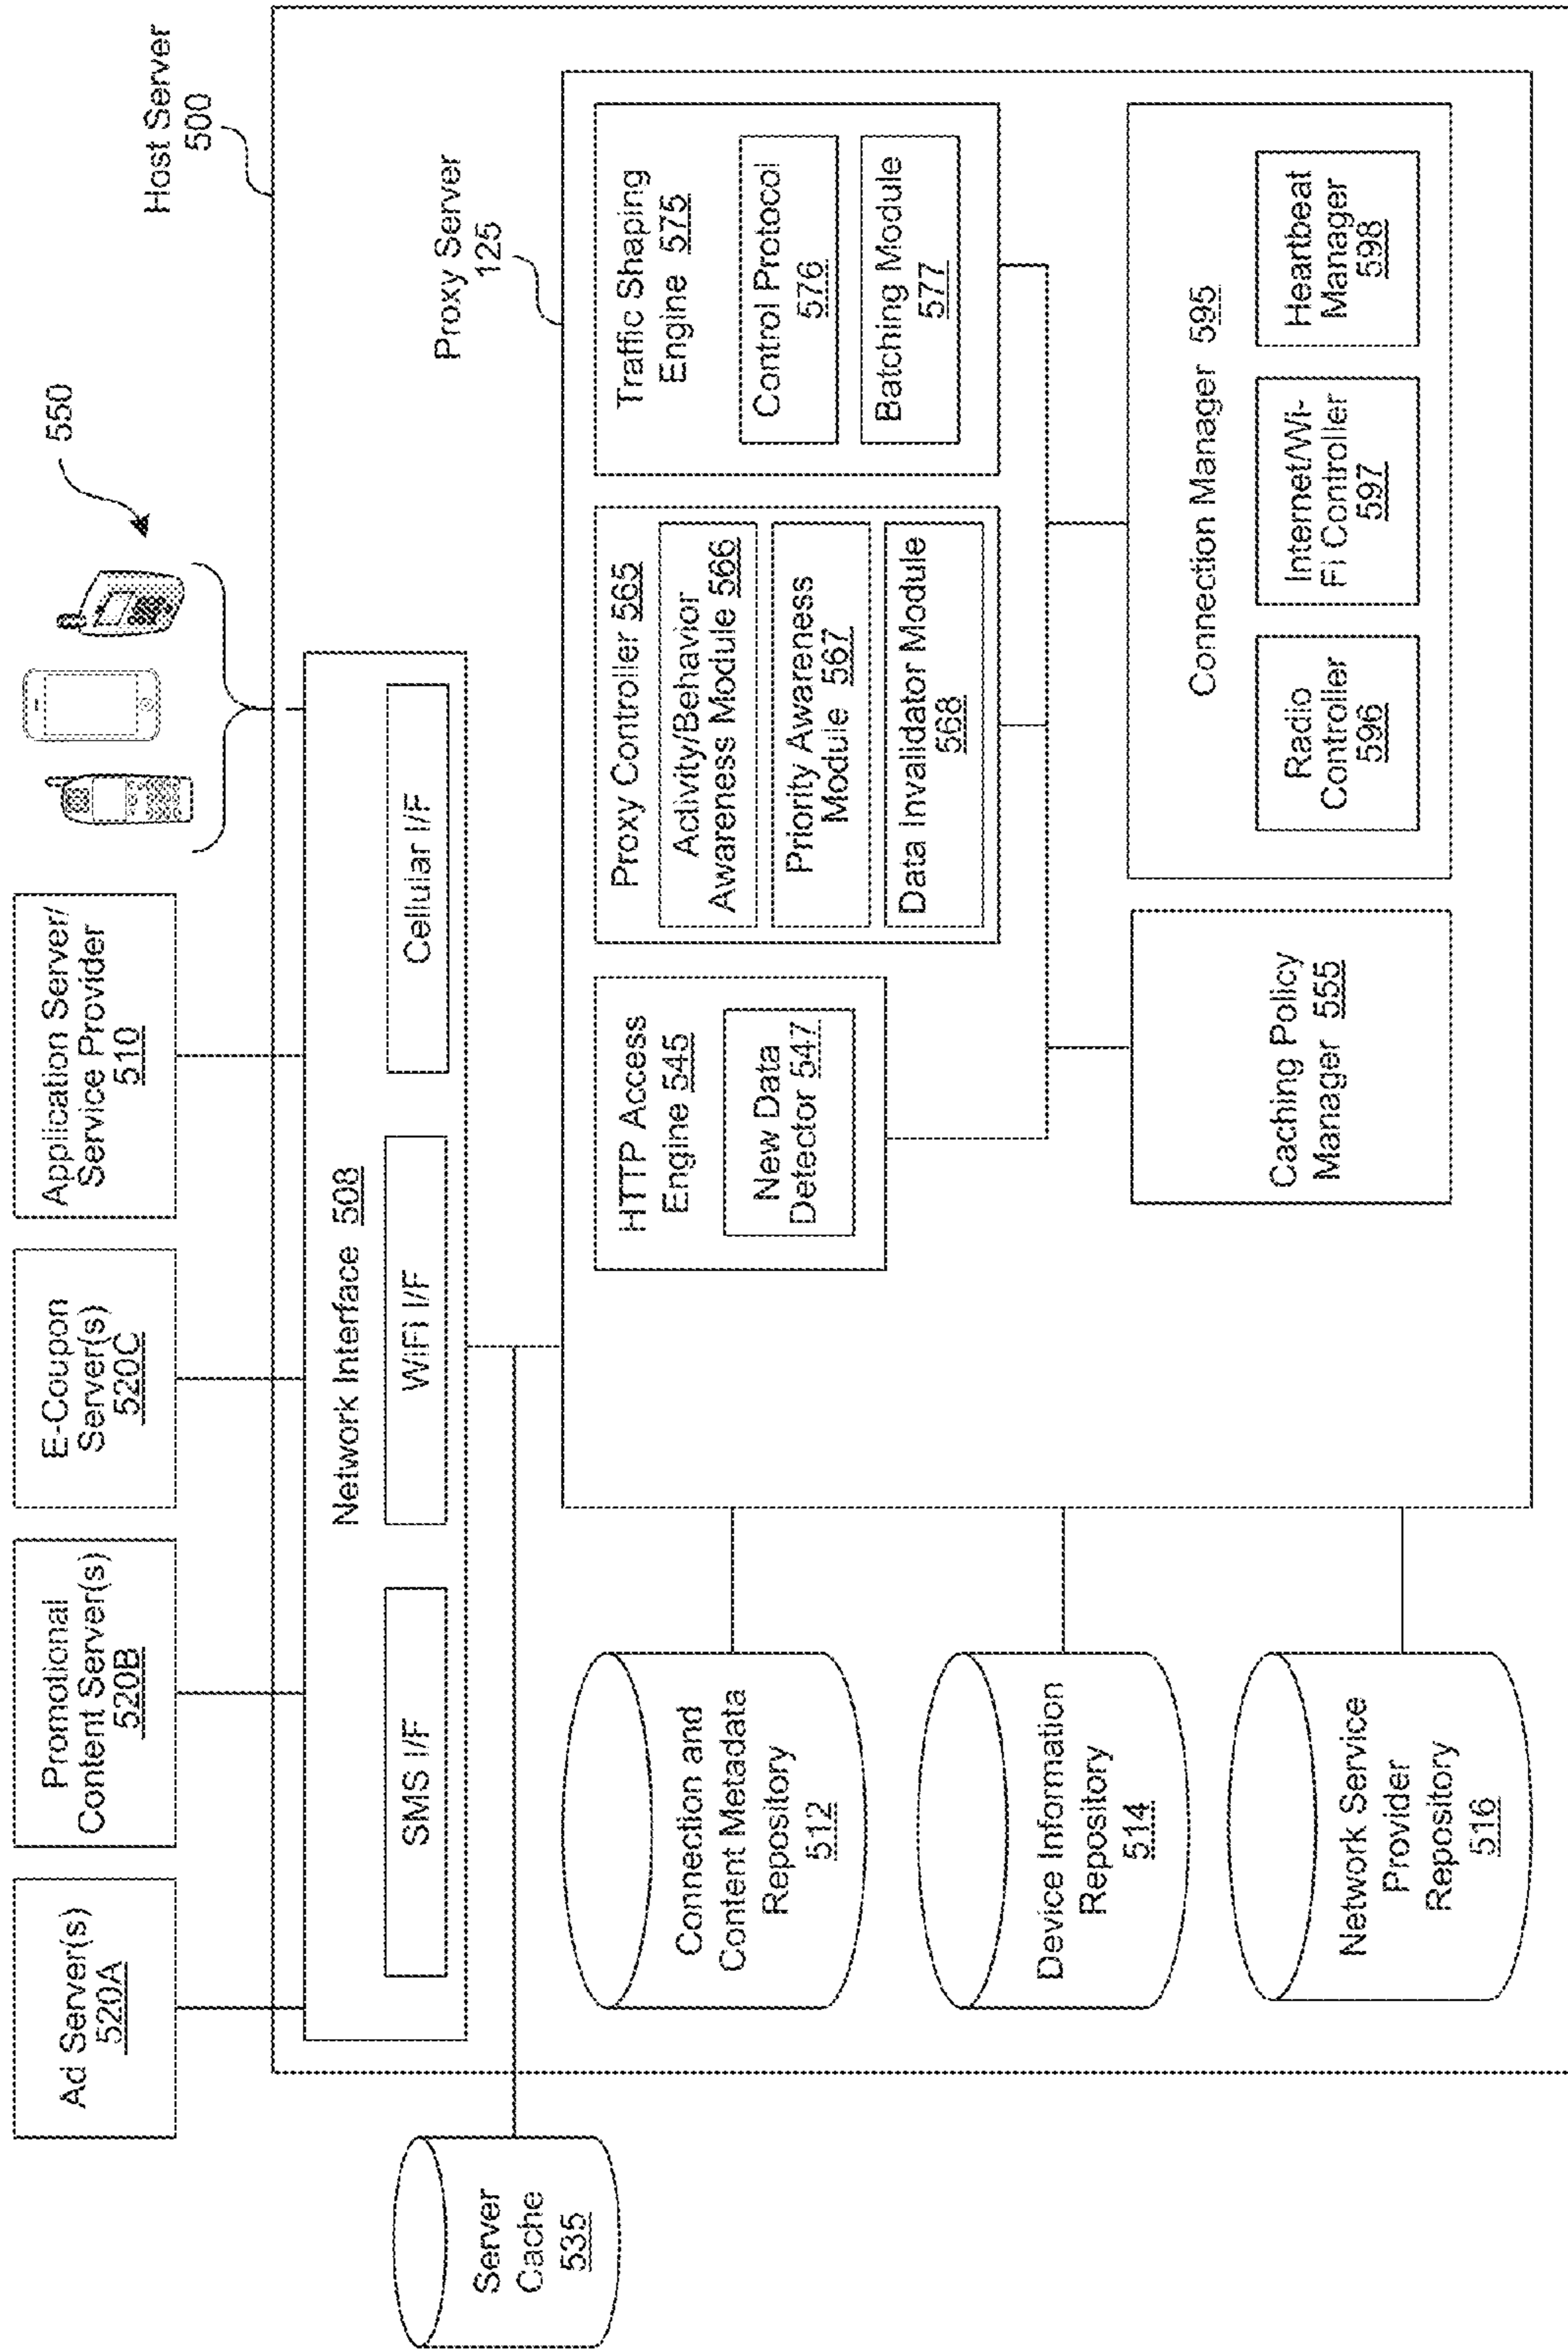 Ad Server(s)
520A
Promotional
Content Server(s)
520B
E-Coupon
Server(s)
520C
Application Server/
Service Provider
510
550
Host Server
500
Server
Cache
535
Network Interface 508
SMS I/F
WiFi I/F
Cellular I/F
Proxy Server
125
Connection and
Content Metadata
Repository
512
Device Information
Repository
514
Network Service
Provider
Repository
516
HTTP Access
Engine 545
New Data
Detector 547
Proxy Controller 565
Activity/Behavior
Awareness Module 566
Priority Awareness
Module 567
Data Invalidator Module
568
Traffic Shaping
Engine 575
Control Protocol
576
Batching Module
577
Caching Policy
Manager 555
Connection Manager 595
Radio
Controller
596
Internet/Wi-
Fi Controller
597
Heartbeat
Manager
598